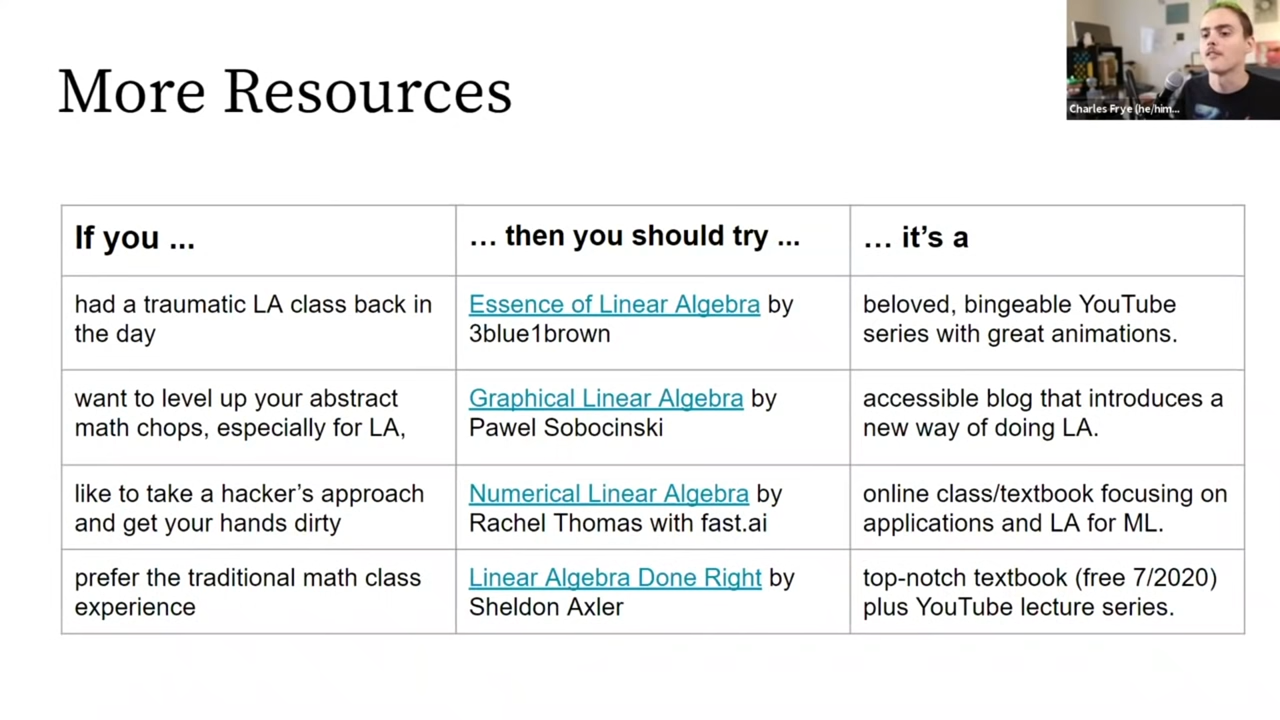 More Resources
Charles Frye (he/him...
If you ...
… then you should try ...
… it’s a
had a traumatic LA class back in
the day
Essence of Linear Algebra by
3blue1brown
beloved, bingeable YouTube
series with great animations.
want to level up your abstract
math chops, especially for LA,
Graphical Linear Algebra by
Pawel Sobocinski
accessible blog that introduces a
new way of doing LA.
like to take a hacker’s approach
and get your hands dirty
Numerical Linear Algebra by
Rachel Thomas with fast.ai
online class/textbook focusing on
applications and LA for ML.
prefer the traditional math class
experience
Linear Algebra Done Right by
Sheldon Axler
top-notch textbook (free 7/2020)
plus YouTube lecture series.